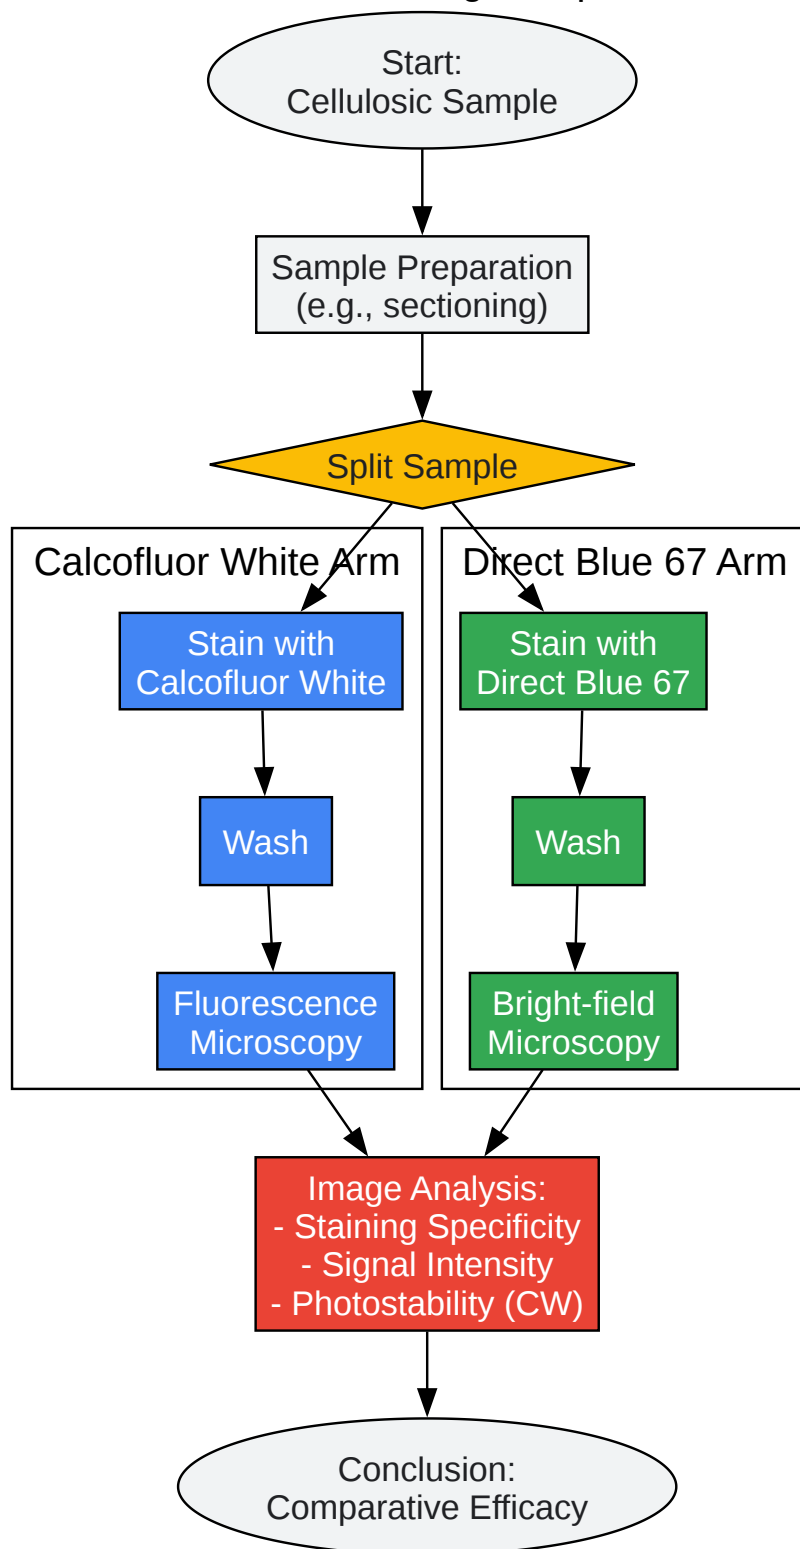 Start:
Cellulosic Sample
Sample Preparation
(e.g., sectioning)
Split Sample
Calcofluor White Arm
Direct Blue 67 Arm
Stain with
Calcofluor White
Stain with
Direct Blue 67
Wash
Wash
Fluorescence
Microscopy
Bright-field
Microscopy
Image Analysis:
- Staining Specificity
- Signal Intensity
- Photostability (CW)
Conclusion:
Comparative Efficacy